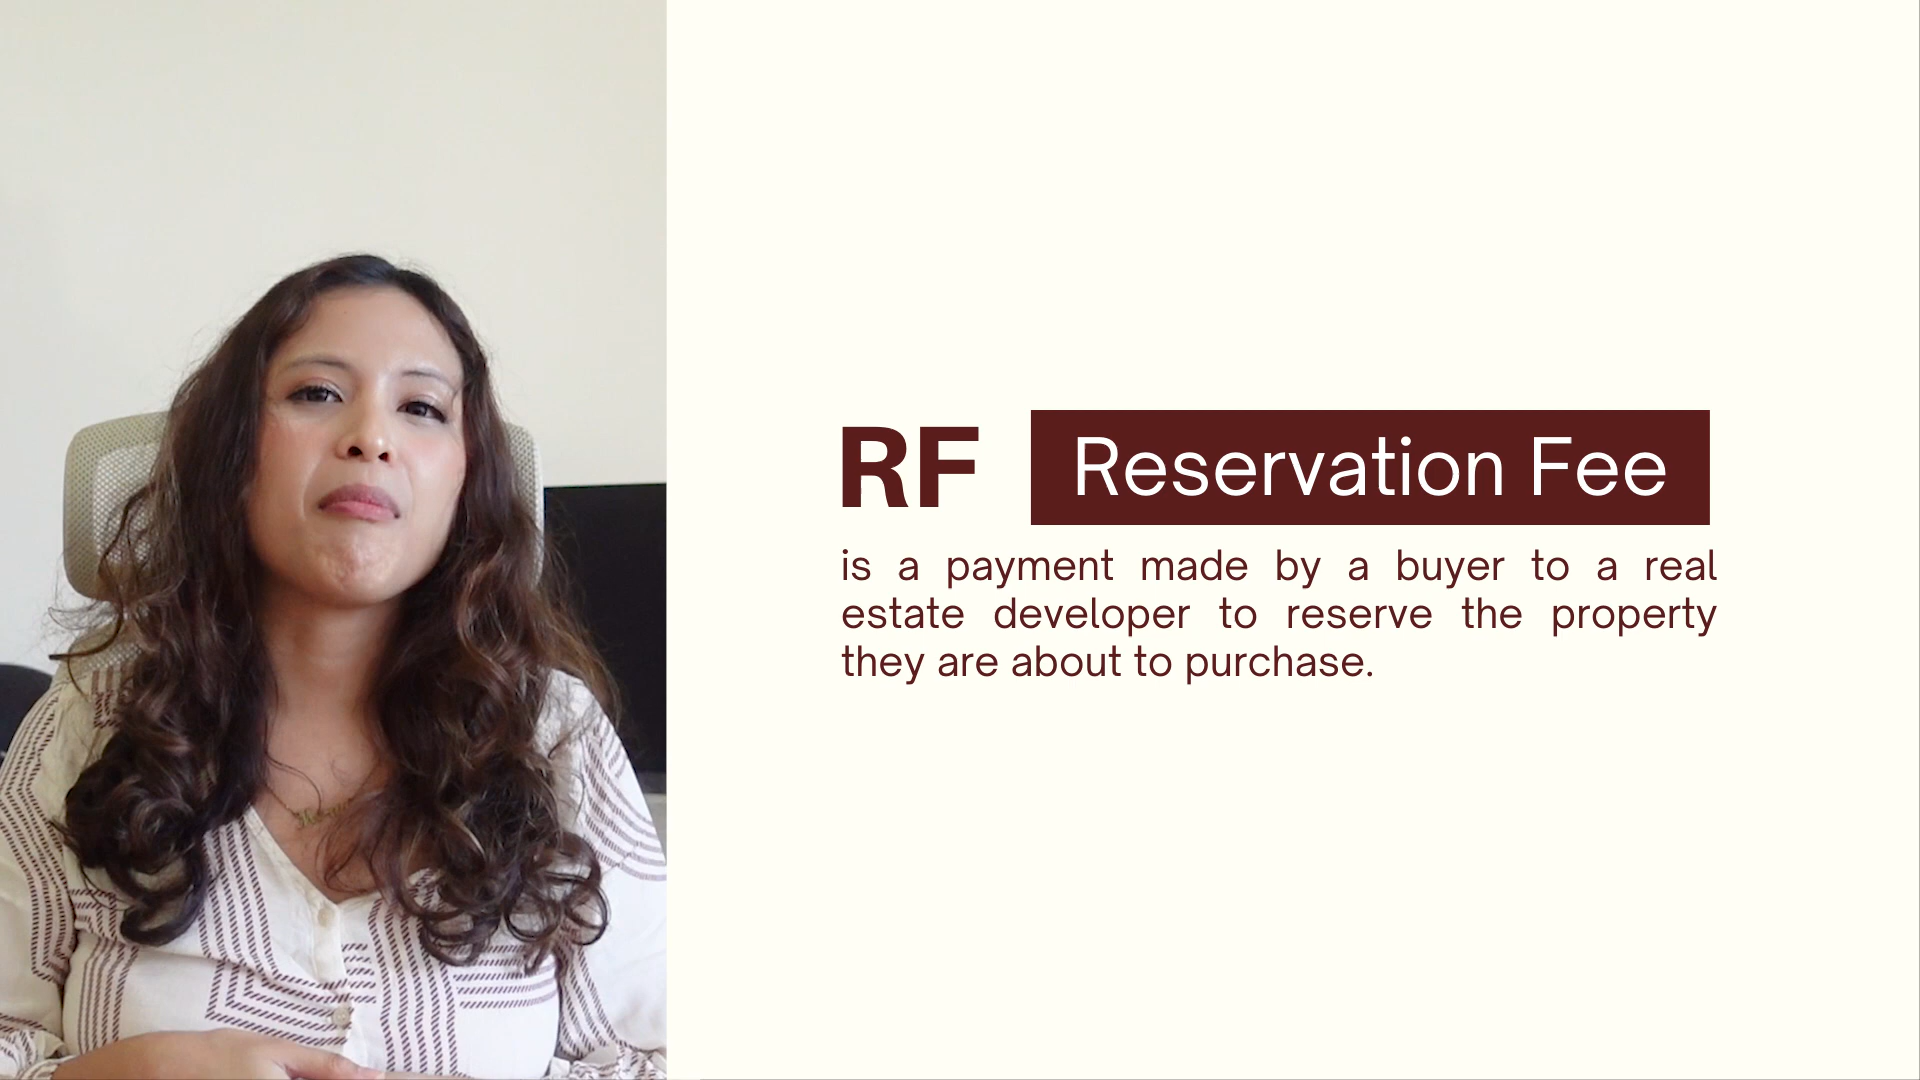 RF Reservation Fee
is a payment made by a buyer to a real
estate developer to reserve the property
they are about to purchase.